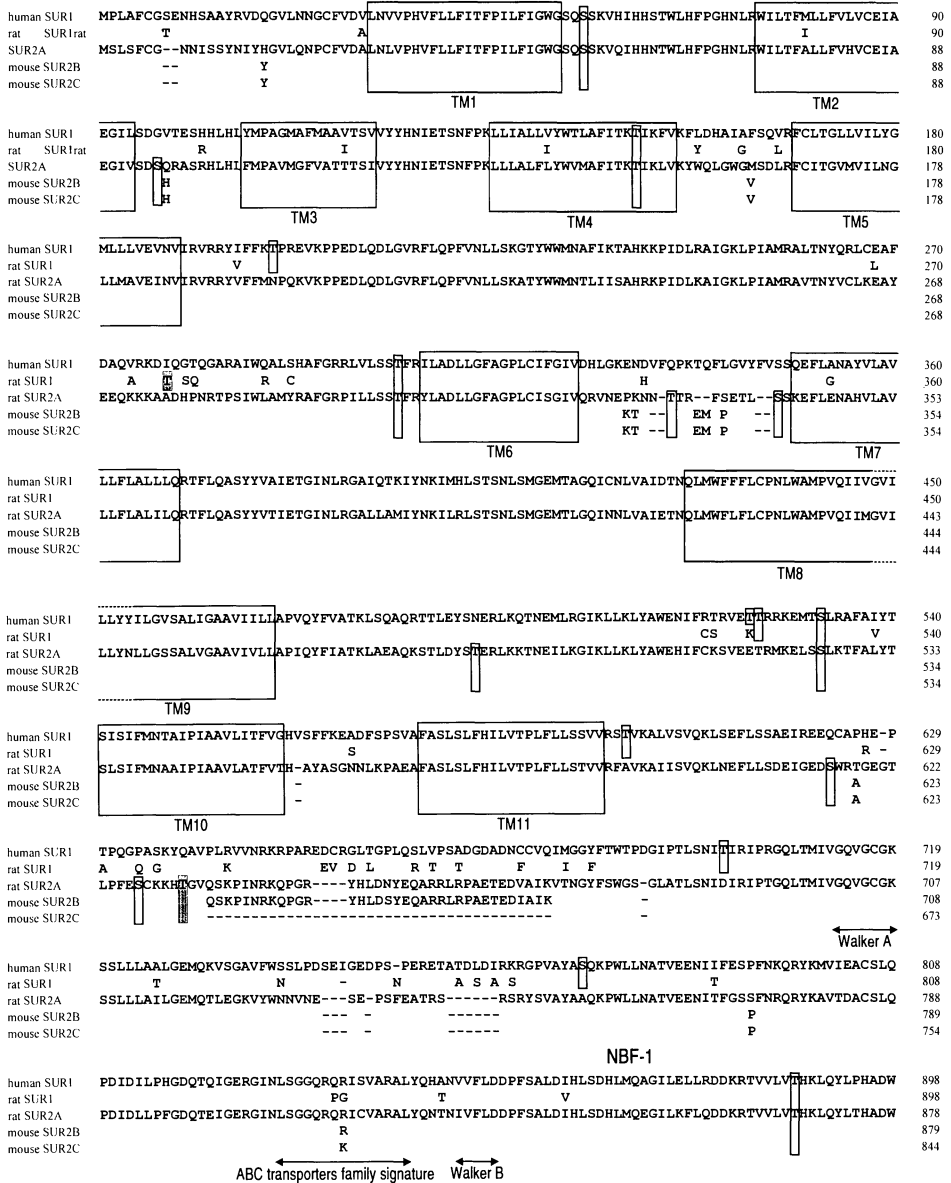 human SUR1 MPLAFCGSENHSAAYRVDQGVLNNGCFVDVLNVVPHVFLLFITFPILFIGWGSQSSKVHIHHSTWLHFPGHNLRWILTFMLLFVLVCEIA 90
rat SUR1rat T A I 90
SUR2A MSLSFCG--NNISSYNIYHGVLQNPCFVDALNLVPHVFLLFITFPILFIGWGSQSSKVQIHHNTWLHFPGHNLRWILTFALLFVHVCEIA 88
mouse SUR2B -- Y 88
mouse SUR2C -- Y 88
TM1 TM2
human SUR1 EGILSDGVTESHHLHLYMPAGMAFMAAVTSVVYYHNIETSNFPKLLIALLVYWTLAFITKTIKFVKFLDHAIAFSQVRFCLTGLLVILYG 180
rat SUR1rat R I I Y G L 180
SUR2A EGIVSDSQRASRHLHLFMPAVMGFVATTTSIVYYHNIETSNFPKLLLALFLYWVMAFITKTIKLVKYWQLGWGMSDLRFCITGVMVILNG 178
mouse SUR2B H V 178
mouse SUR2C H V 178
TM3 TM4 TM5
human SUR1 MLLLVEVNVIRVRRYIFFKTPREVKPPEDLQDLGVRFLQPFVNLLSKGTYWWMNAFIKTAHKKPIDLRAIGKLPIAMRALTNYQRLCEAF 270
rat SUR1 V L 270
rat SUR2A LLMAVEINVIRVRRYVFFMNPQKVKPPEDLQDLGVRFLQPFVNLLSKATYWWMNTLIISAHRKPIDLKAIGKLPIAMRAVTNYVCLKEAY 268
mouse SUR2B 268
mouse SUR2C 268
human SUR1 DAQVRKDIQGTQGARAIWQALSHAFGRRLVLSSTFRILADLLGFAGPLCIFGIVDHLGKENDVFQPKTQFLGVYFVSSQEFLANAYVLAV 360
rat SUR1 A T SQ R C H G 360
rat SUR2A EEQKKKAADHPNRTPSIWLAMYRAFGRPILLSSTFRYLADLLGFAGPLCISGIVQRVNEPKNN-TTR--FSETL--SSKEFLENAHVLAV 353
mouse SUR2B KT -- EM P -- 354
mouse SUR2C KT -- EM P -- 354
TM6 TM7
human SUR1 LLFLALLLQRTFLQASYYVAIETGINLRGAIQTKIYNKIMHLSTSNLSMGEMTAGQICNLVAIDTNQLMWFFFLCPNLWAMPVQIIVGVI 450
rat SUR1 450
rat SUR2A LLFLALILQRTFLQASYYVTIETGINLRGALLAMIYNKILRLSTSNLSMGEMTLGQINNLVAIETNQLMWFLFLCPNLWAMPVQIIMGVI 443
mouse SUR2B 444
mouse SUR2C 444
TM8
human SUR1 LLYYILGVSALIGAAVIILLAPVQYFVATKLSQAQRTTLEYSNERLKQTNEMLRGIKLLKLYAWENIFRTRVETTRRKEMTSLRAFAIYT 540
rat SUR1 CS K V 540
rat SUR2A LLYNLLGSSALVGAAVIVLLAPIQYFIATKLAEAQKSTLDYSTERLKKTNEILKGIKLLKLYAWEHIFCKSVEETRMKELSSLKTFALYT 533
mouse SUR2B 534
mouse SUR2C 534
TM9
human SUR1 SISIFMNTAIPIAAVLITFVGHVSFFKEADFSPSVAFASLSLFHILVTPLFLLSSVVRSTVKALVSVQKLSEFLSSAEIREEQCAPHE-P 629
rat SUR1 S R - 629
rat SUR2A SLSIFMNAAIPIAAVLATFVTH-AYASGNNLKPAEAFASLSLFHILVTPLFLLSTVVRFAVKAIISVQKLNEFLLSDEIGEDSWRTGEGT 622
mouse SUR2B - A 623
mouse SUR2C - A 623
TM10 TM11
human SUR1 TPQGPASKYQAVPLRVVNRKRPAREDCRGLTGPLQSLVPSADGDADNCCVQIMGGYFTWTPDGIPTLSNITIRIPRGQLTMIVGQVGCGK 719
rat SUR1 A Q G K EV D L R T T F I F 719
rat SUR2A LPFESCKKHTGVQSKPINRKQPGR----YHLDNYEQARRLRPAETEDVAIKVTNGYFSWGS-GLATLSNIDIRIPTGQLTMIVGQVGCGK 707
mouse SUR2B QSKPINRKQPGR----YHLDSYEQARRLRPAETEDIAIK - 708
mouse SUR2C ----------------------------------- - 673
Walker A
human SUR1 SSLLLAALGEMQKVSGAVFWSSLPDSEIGEDPS-PERETATDLDIRKRGPVAYASQKPWLLNATVEENIIFESPFNKQRYKMVIEACSLQ 808
rat SUR1 T N - N A S A S T 808
rat SUR2A SSLLLAILGEMQTLEGKVYWNNVNE---SE-PSFEATRS------RSRYSVAYAAQKPWLLNATVEENITFGSSFNRQRYKAVTDACSLQ 788
mouse SUR2B --- - ------ P 789
mouse SUR2C --- - ------ P 754
NBF-1
human SUR1 PDIDILPHGDQTQIGERGINLSGGQRQRISVARALYQHANVVFLDDPFSALDIHLSDHLMQAGILELLRDDKRTVVLVTHKLQYLPHADW 898
rat SUR1 PG T V 898
rat SUR2A PDIDLLPFGDQTEIGERGINLSGGQRQRICVARALYQNTNIVFLDDPFSALDIHLSDHLMQEGILKFLQDDKRTVVLVTHKLQYLTHADW 878
mouse SUR2B R 879
mouse SUR2C K 844
ABC transporters family signature Walker B